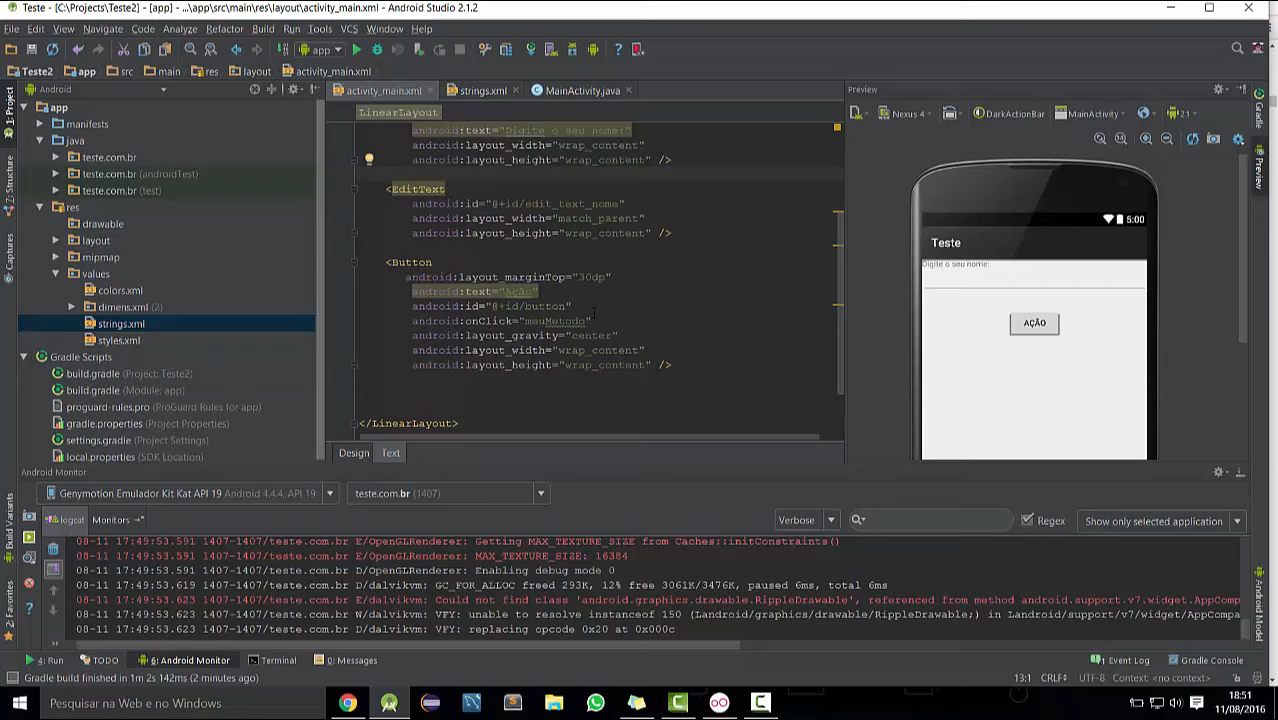 Teste - [C:\Projects\Teste2] - [app] - ...\app\src\main\res\layout\activity_main.xml - Android Studio 2.1.2
File Edit View Navigate Code Analyze Refactor Build Run Tools VCS Window Help
app
Teste2 app src main res layout activity_main.xml
Android
activity_main.xml strings.xml MainActivity.java
Preview
1: Project
Z: Structure
Captures
Build Variants
2: Favorites
app
manifests
java
teste.com.br
teste.com.br (androidTest)
teste.com.br (test)
res
drawable
layout
mipmap
values
colors.xml
dimens.xml (2)
strings.xml
styles.xml
Gradle Scripts
build.gradle (Project: Teste2)
build.gradle (Module: app)
proguard-rules.pro (ProGuard Rules for app)
gradle.properties (Project Properties)
settings.gradle (Project Settings)
local.properties (SDK Location)
LinearLayout
android:text="Digite o seu nome:"
android:layout_width="wrap_content"
android:layout_height="wrap_content" />
<EditText
android:id="@+id/edit_text_nome"
android:layout_width="match_parent"
android:layout_height="wrap_content" />
<Button
android:layout_marginTop="30dp"
android:text="Ação"
android:id="@+id/button"
android:onClick="meuMetodo"
android:layout_gravity="center"
android:layout_width="wrap_content"
android:layout_height="wrap_content" />
</LinearLayout>
Design Text
Nexus 4 DarkActionBar MainActivity 21
5:00
Teste
Digite o seu nome:
AÇÃO
Gradle
Preview
Android Model
Android Monitor
Genymotion Emulador Kit Kat API 19 Android 4.4.4, API 19 teste.com.br (1407)
logcat Monitors Verbose Regex Show only selected application
08-11 17:49:53.591 1407-1407/teste.com.br E/OpenGLRenderer: Getting MAX_TEXTURE_SIZE from Caches::initConstraints()
08-11 17:49:53.591 1407-1407/teste.com.br E/OpenGLRenderer: MAX_TEXTURE_SIZE: 16384
08-11 17:49:53.591 1407-1407/teste.com.br D/OpenGLRenderer: Enabling debug mode 0
08-11 17:49:53.619 1407-1407/teste.com.br D/dalvikvm: GC_FOR_ALLOC freed 293K, 12% free 3061K/3476K, paused 6ms, total 6ms
08-11 17:49:53.623 1407-1407/teste.com.br E/dalvikvm: Could not find class 'android.graphics.drawable.RippleDrawable', referenced from method android.support.v7.widget.AppComp
08-11 17:49:53.623 1407-1407/teste.com.br W/dalvikvm: VFY: unable to resolve instanceof 150 (Landroid/graphics/drawable/RippleDrawable;) in Landroid/support/v7/widget/AppCompa
08-11 17:49:53.623 1407-1407/teste.com.br D/dalvikvm: VFY: replacing opcode 0x20 at 0x000c
4: Run TODO 6: Android Monitor Terminal 0: Messages 1 Event Log Gradle Console
Gradle build finished in 1m 2s 142ms (2 minutes ago) 13:1 CRLF UTF-8 Context: <no context>
Pesquisar na Web e no Windows
18:51
11/08/2016